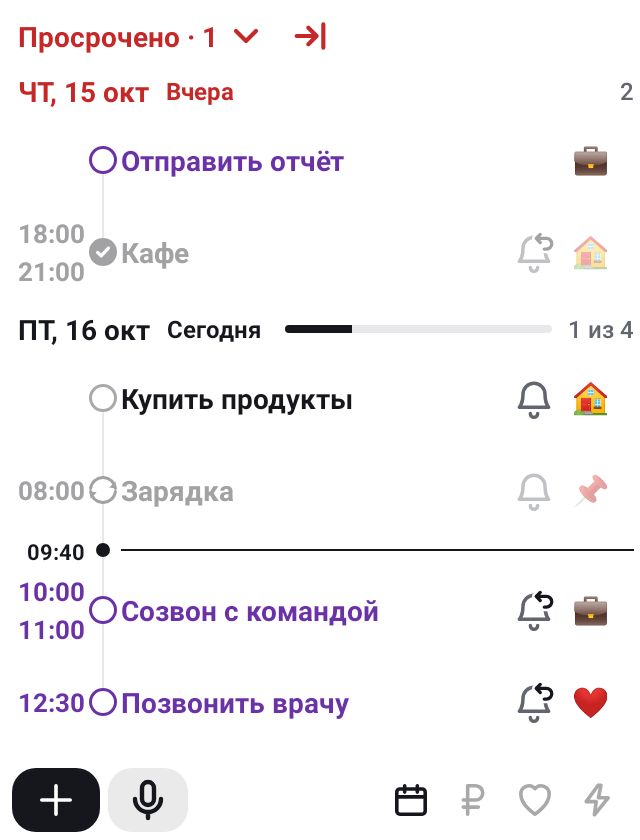 Просрочено · 1
ЧТ, 15 окт Вчера 2
Отправить отчёт
18:00
21:00 Кафе
ПТ, 16 окт Сегодня 1 из 4
Купить продукты
08:00 Зарядка
09:40
10:00
11:00 Созвон с командой
12:30 Позвонить врачу